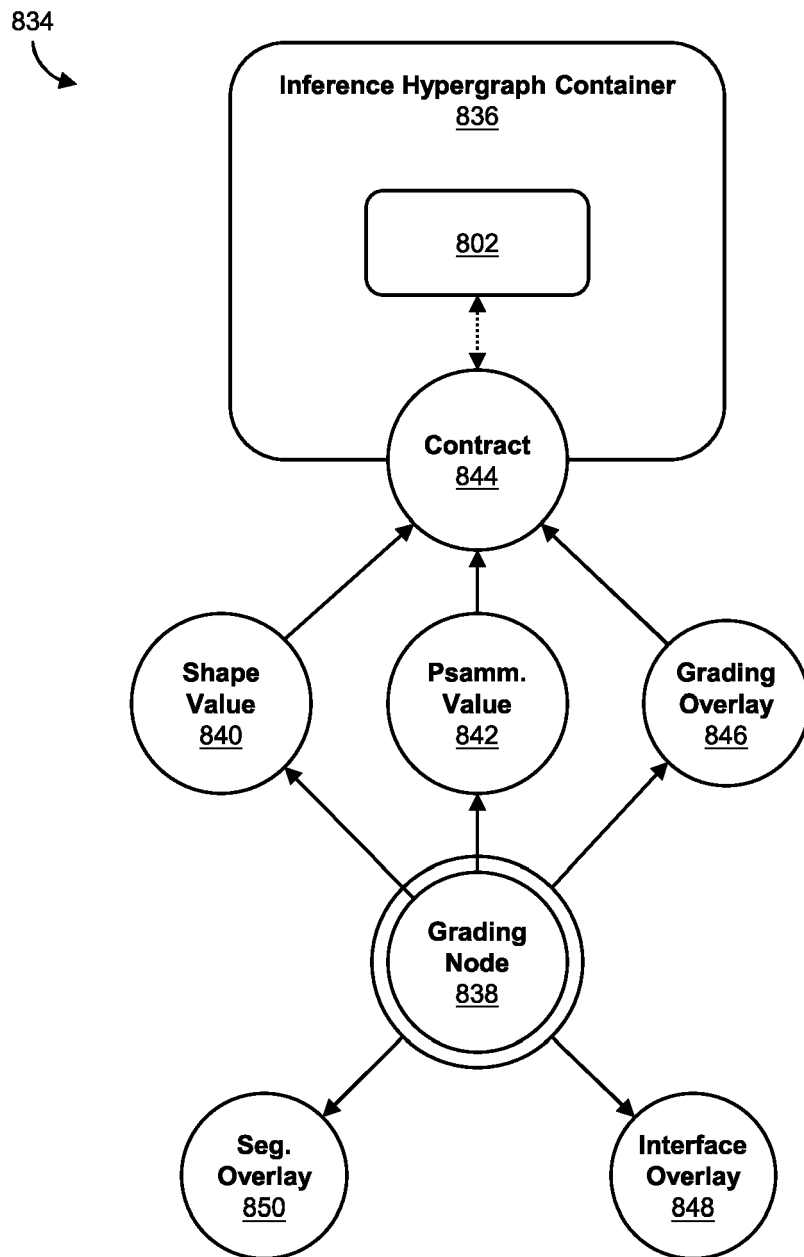 834
Inference Hypergraph Container
836
802
Contract
844
Shape
Value
840
Psamm.
Value
842
Grading
Overlay
846
Grading
Node
838
Seg.
Overlay
850
Interface
Overlay
848